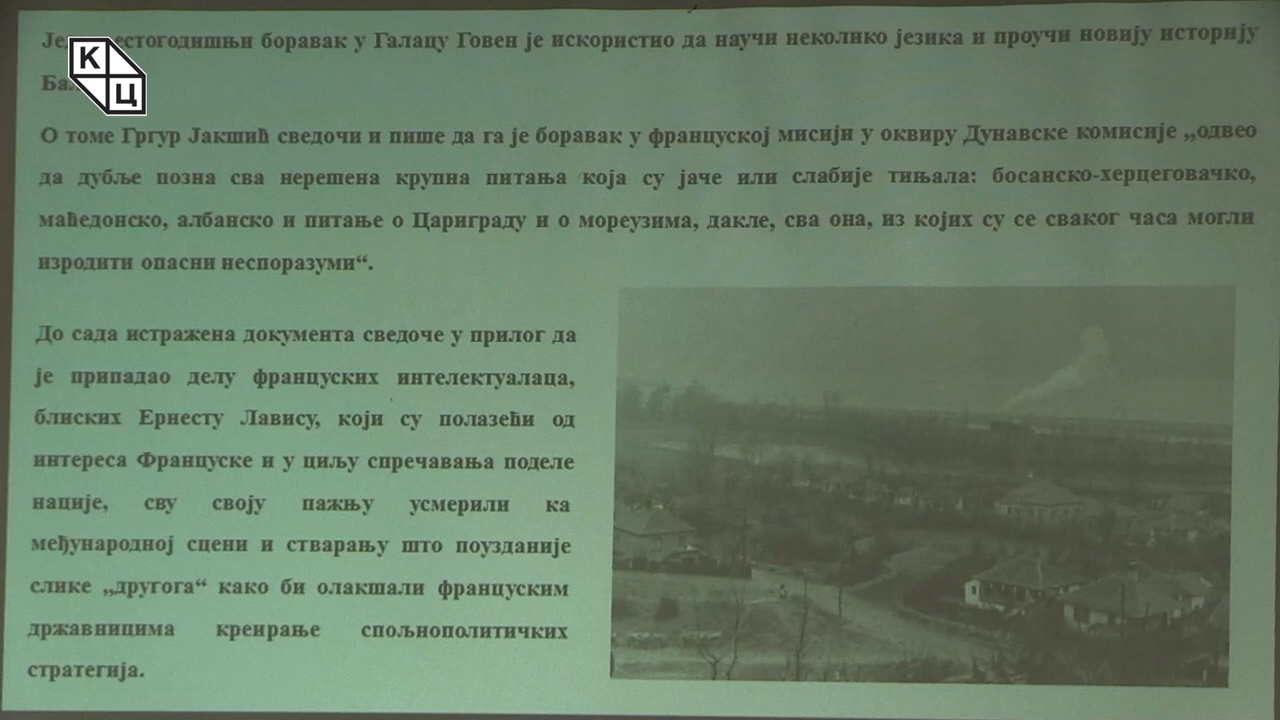 боравак у Галацу Говен је искористио да научи неколико језика и проучи новију историју
К
Ц
О томе Гргур Јакшић сведочи и пише да га је боравак у француској мисији у оквиру Дунавске комисије „одвео
да дубље позна сва нерешена крупна питања која су јаче или слабије тињала: босанско-херцеговачко,
маћедонско, албанско и питање о Цариграду и о мореузима, дакле, сва она, из којих су се сваког часа могли
изродити опасни неспоразуми“.
До сада истражена документа сведоче у прилог да
је припадао делу француских интелектуалаца,
блиских Ернесту Лавису, који су полазећи од
интереса Француске и у циљу спречавања поделе
нације, сву своју пажњу усмерили ка
међународној сцени и стварању што поузданије
слике „другога“ како би олакшали француским
државницима креирање спољнополитичких
стратегија.